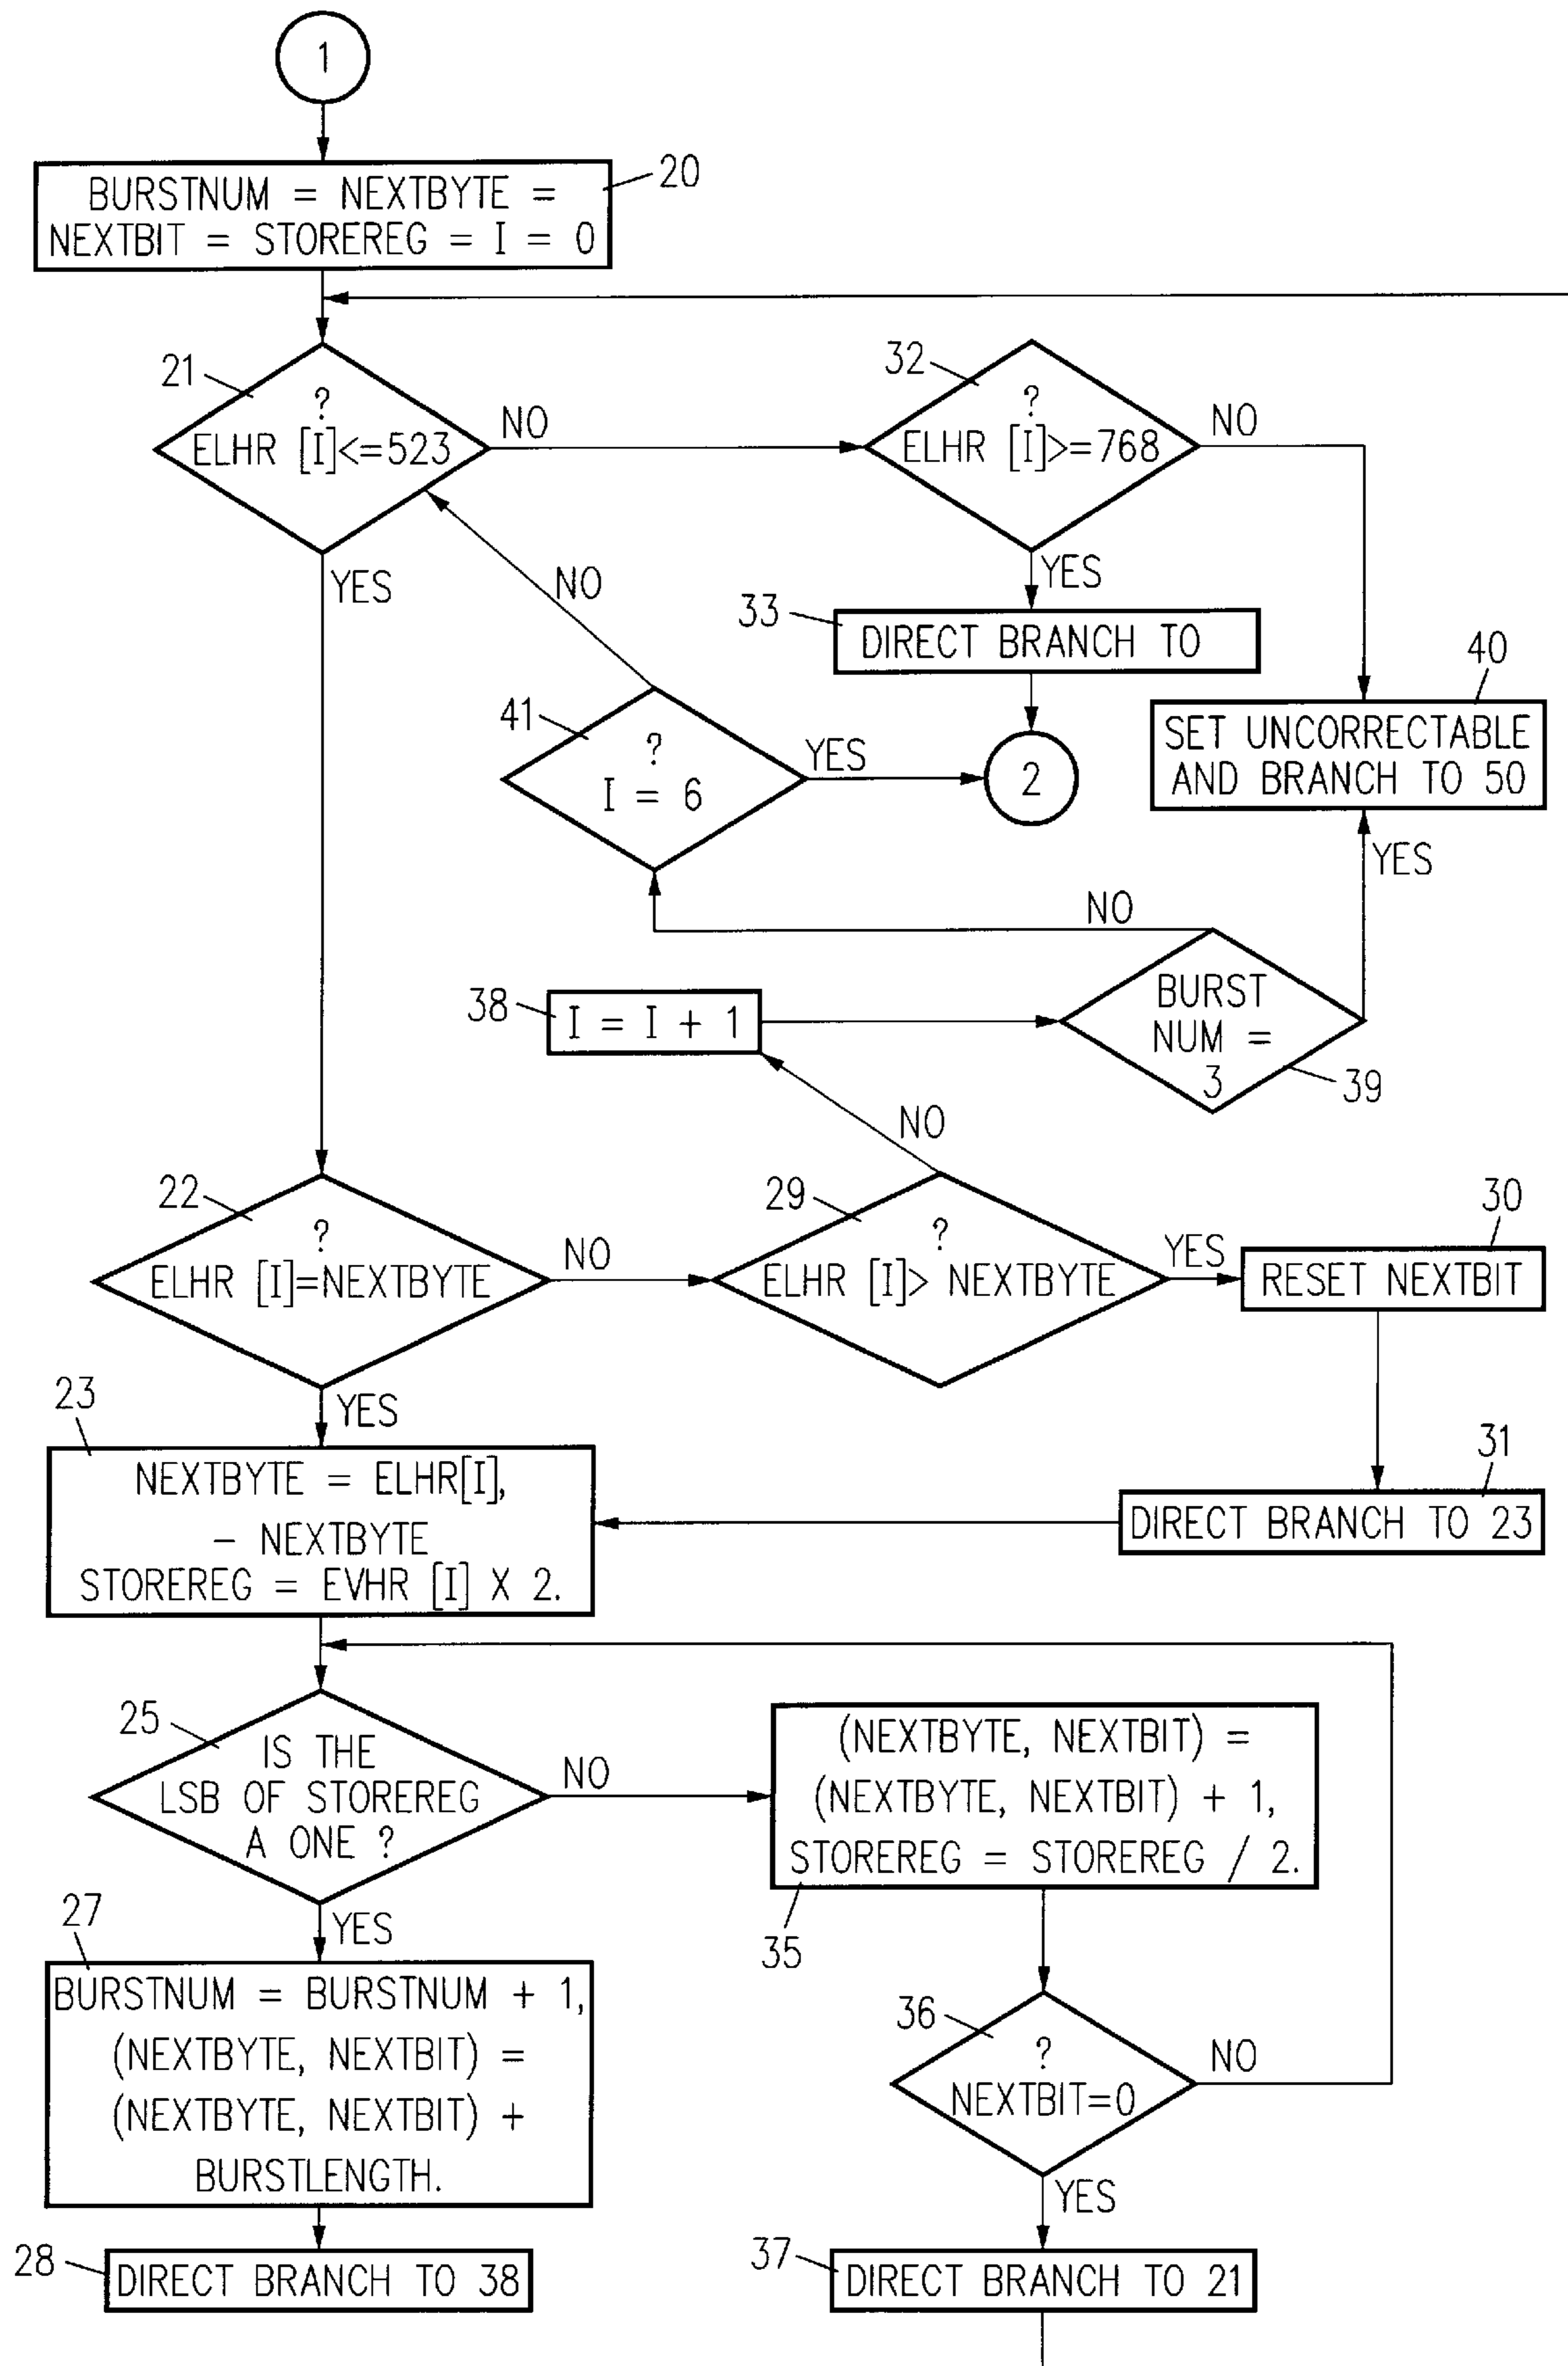 1
20
BURSTNUM = NEXTBYTE =
NEXTBIT = STOREREG = I = 0
21
?
ELHR [I]<=523
NO
YES
32
?
ELHR [I]>=768
NO
YES
33
DIRECT BRANCH TO
2
40
SET UNCORRECTABLE
AND BRANCH TO 50
YES
41
?
I = 6
NO
YES
NO
38
I = I + 1
BURST
NUM =
3
39
NO
22
?
ELHR [I]=NEXTBYTE
NO
YES
29
?
ELHR [I]> NEXTBYTE
YES
30
RESET NEXTBIT
23
NEXTBYTE = ELHR[I],
– NEXTBYTE
STOREREG = EVHR [I] X 2.
31
DIRECT BRANCH TO 23
25
IS THE
LSB OF STOREREG
A ONE ?
NO
YES
(NEXTBYTE, NEXTBIT) =
(NEXTBYTE, NEXTBIT) + 1,
STOREREG = STOREREG / 2.
35
27
BURSTNUM = BURSTNUM + 1,
(NEXTBYTE, NEXTBIT) =
(NEXTBYTE, NEXTBIT) +
BURSTLENGTH.
36
?
NEXTBIT=0
NO
YES
28
DIRECT BRANCH TO 38
37
DIRECT BRANCH TO 21